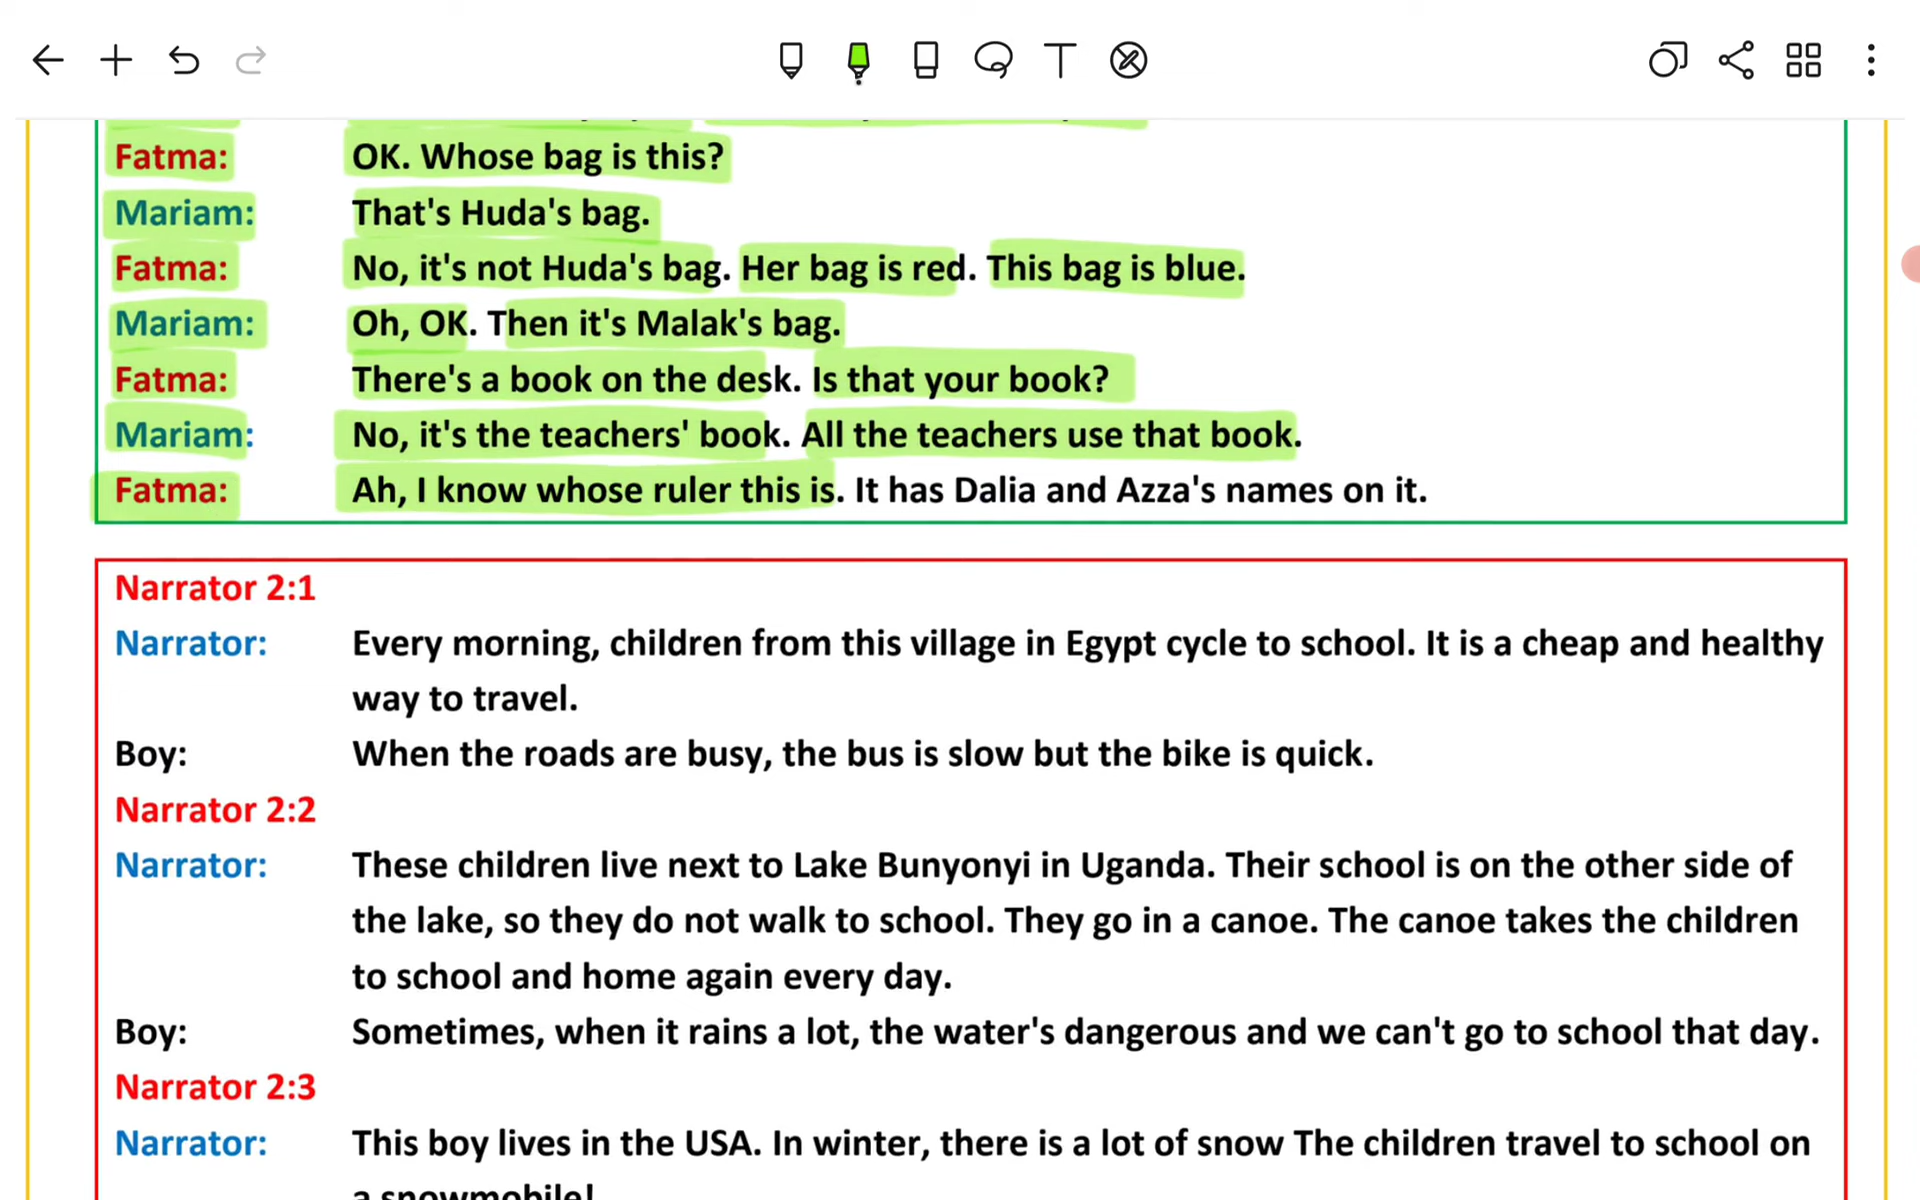 Fatma: OK. Whose bag is this?
Mariam: That's Huda's bag.
Fatma: No, it's not Huda's bag. Her bag is red. This bag is blue.
Mariam: Oh, OK. Then it's Malak's bag.
Fatma: There's a book on the desk. Is that your book?
Mariam: No, it's the teachers' book. All the teachers use that book.
Fatma: Ah, I know whose ruler this is. It has Dalia and Azza's names on it.
Narrator 2:1
Narrator: Every morning, children from this village in Egypt cycle to school. It is a cheap and healthy
way to travel.
Boy: When the roads are busy, the bus is slow but the bike is quick.
Narrator 2:2
Narrator: These children live next to Lake Bunyonyi in Uganda. Their school is on the other side of
the lake, so they do not walk to school. They go in a canoe. The canoe takes the children
to school and home again every day.
Boy: Sometimes, when it rains a lot, the water's dangerous and we can't go to school that day.
Narrator 2:3
Narrator: This boy lives in the USA. In winter, there is a lot of snow The children travel to school on
a snowmobile!